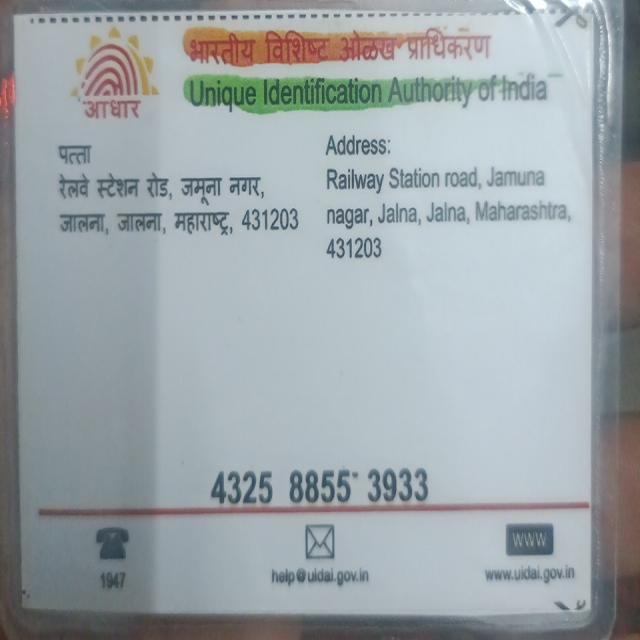 भारतीय विशिष्ट ओळख प्राधिकरण
Unique Identification Authority of India
आधार
पत्ता
रेलवे स्टेशन रोड, जमूना नगर,
जालना, जालना, महाराष्ट्र, 431203
Address:
Railway Station road, Jamuna
nagar, Jalna, Jalna, Maharashtra,
431203
4325 8855 3933
1947
help@uidai.gov.in
WWW
www.uidai.gov.in